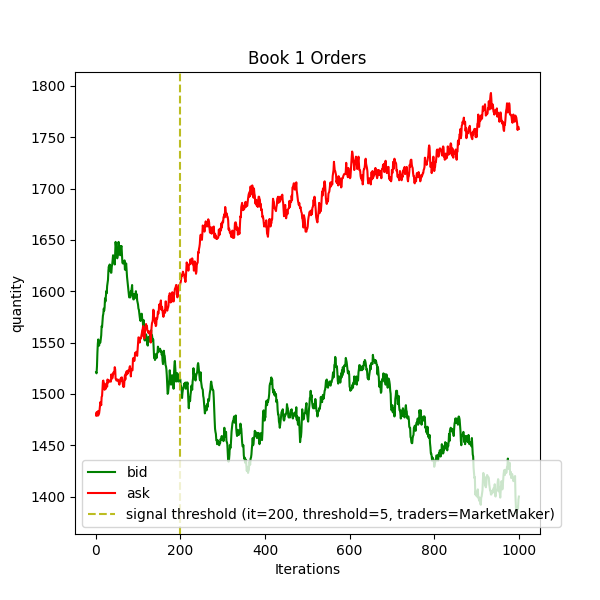 Book 1 Orders
quantity
1800
1750
1700
1650
1600
1550
1500
1450
1400
bid
ask
signal threshold (it=200, threshold=5, traders=MarketMaker)
0 200 400 600 800 1000
Iterations